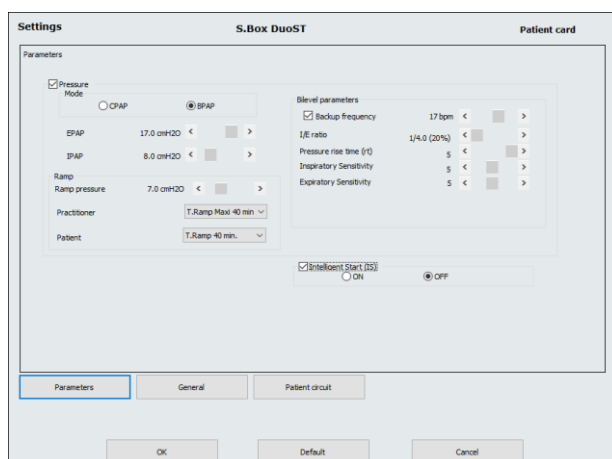 Settings
S.Box DuoST
Patient card
Parameters
Pressure
Mode
CPAP
BPAP
EPAP 17.0 cmH2O
IPAP 8.0 cmH2O
Ramp
Ramp pressure 7.0 cmH2O
Practitioner T.Ramp Maxi 40 min
Patient T.Ramp 40 min.
Bilevel parameters
Backup frequency 17 bpm
I/E ratio 1/4.0 (20%)
Pressure rise time (rt) 5
Inspiratory Sensitivity 5
Expiratory Sensitivity 5
Intelligent Start (IS)
ON
OFF
Parameters
General
Patient circuit
OK
Default
Cancel